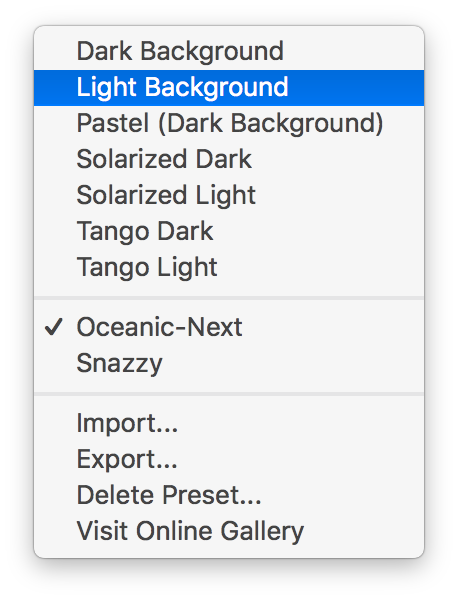 Dark Background
Light Background
Pastel (Dark Background)
Solarized Dark
Solarized Light
Tango Dark
Tango Light
Oceanic-Next
Snazzy
Import...
Export...
Delete Preset...
Visit Online Gallery